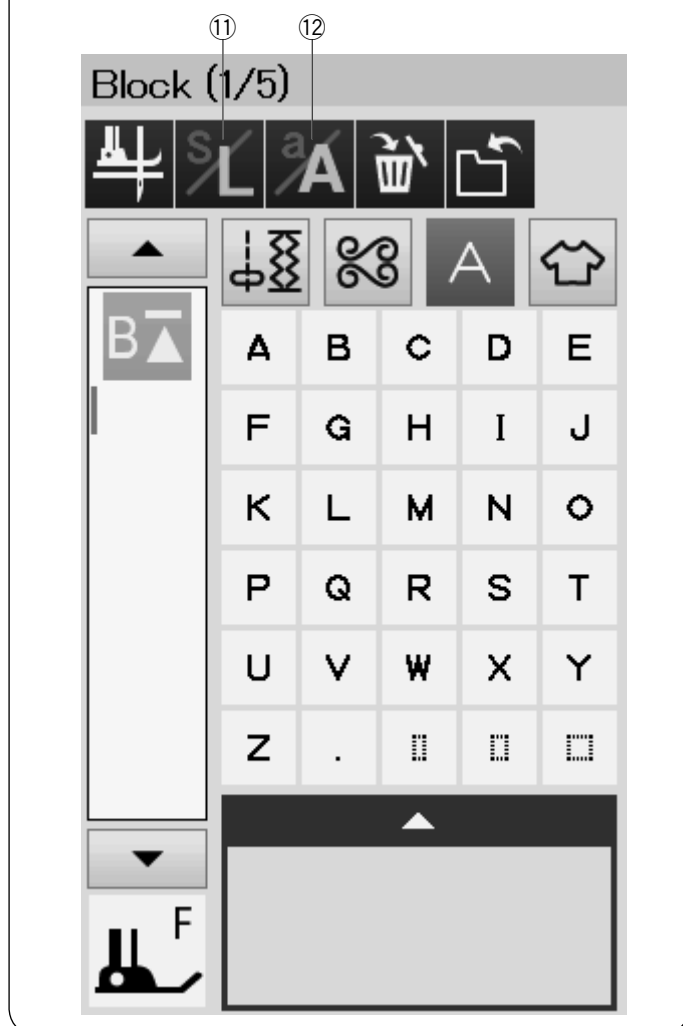 ⑪ ⑫
Block (1/5)
S/L a/A
A
B
A B C D E
F G H I J
K L M N O
P Q R S T
U V W X Y
Z .
F